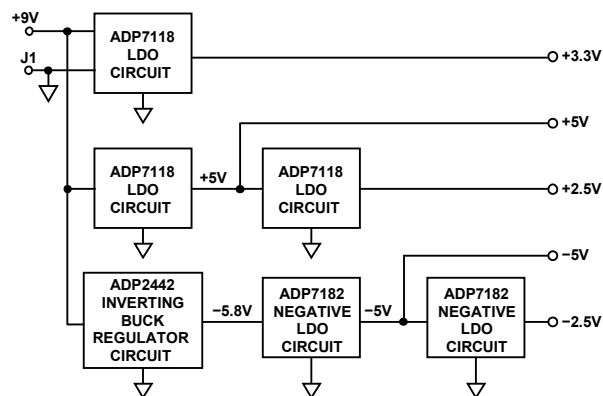 +9V
J1
ADP7118
LDO
CIRCUIT
+3.3V
+5V
ADP7118
LDO
CIRCUIT
+5V
ADP7118
LDO
CIRCUIT
+2.5V
−5V
ADP2442
INVERTING
BUCK
REGULATOR
CIRCUIT
−5.8V
ADP7182
NEGATIVE
LDO
CIRCUIT
−5V
ADP7182
NEGATIVE
LDO
CIRCUIT
−2.5V